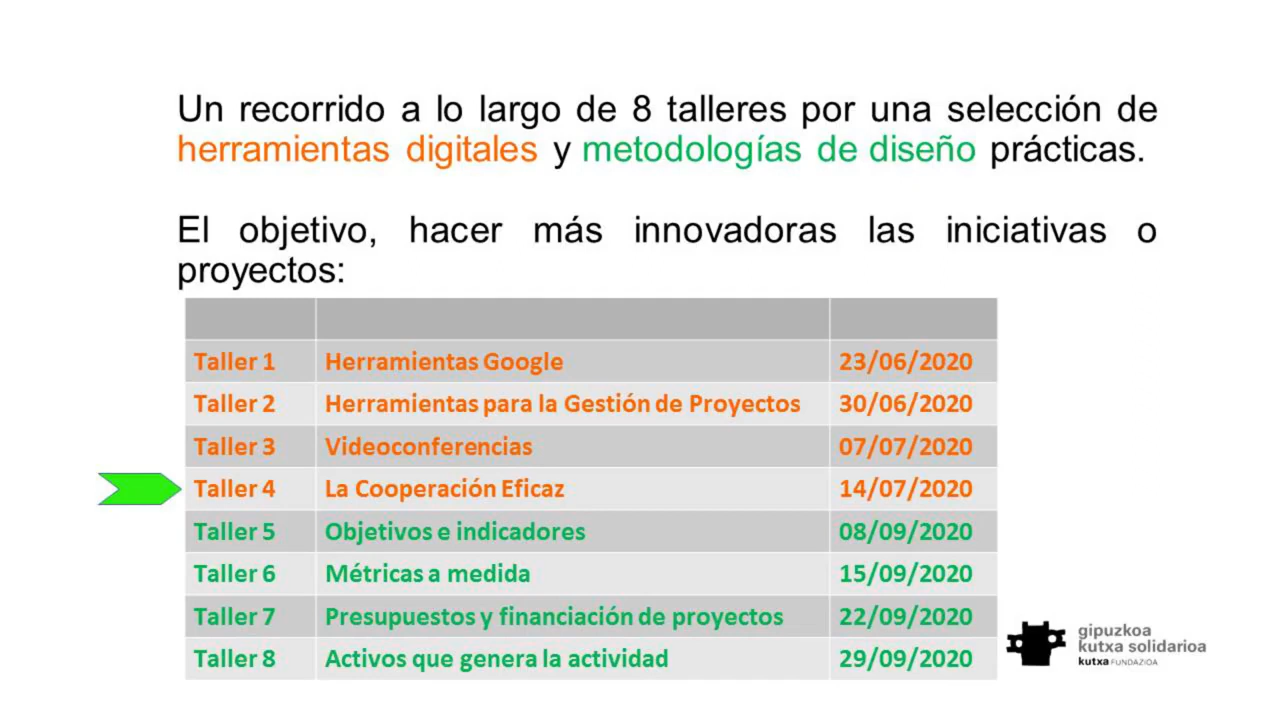 Un recorrido a lo largo de 8 talleres por una selección de
herramientas digitales y metodologías de diseño prácticas.
El objetivo, hacer más innovadoras las iniciativas o
proyectos:
Taller 1 Herramientas Google 23/06/2020
Taller 2 Herramientas para la Gestión de Proyectos 30/06/2020
Taller 3 Videoconferencias 07/07/2020
Taller 4 La Cooperación Eficaz 14/07/2020
Taller 5 Objetivos e indicadores 08/09/2020
Taller 6 Métricas a medida 15/09/2020
Taller 7 Presupuestos y financiación de proyectos 22/09/2020
Taller 8 Activos que genera la actividad 29/09/2020
gipuzkoa
kutxa solidarioa
kutxa FUNDAZIOA